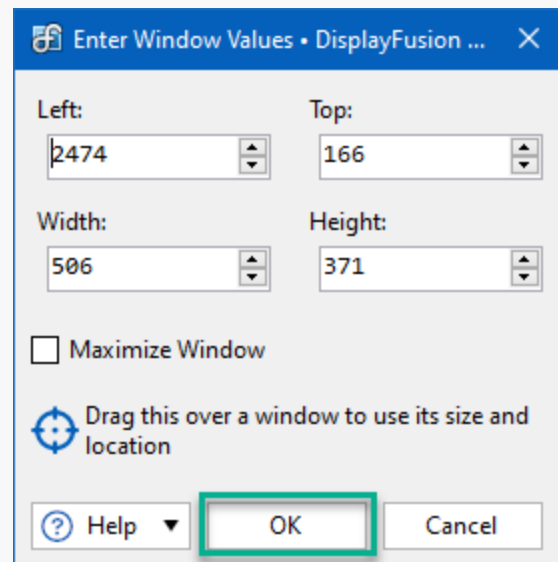 Enter Window Values • DisplayFusion ...
Left:
Top:
2474
166
Width:
Height:
506
371
Maximize Window
Drag this over a window to use its size and
location
? Help
OK
Cancel